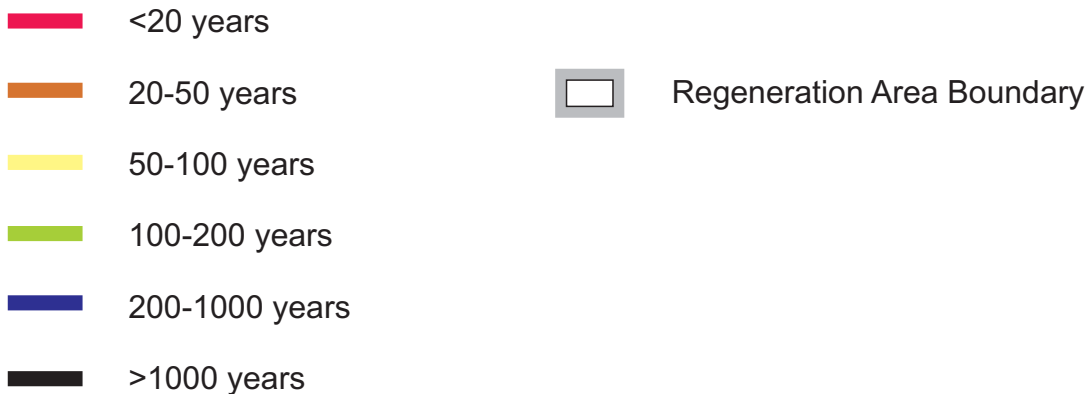 <20 years
20-50 years
Regeneration Area Boundary
50-100 years
100-200 years
200-1000 years
>1000 years